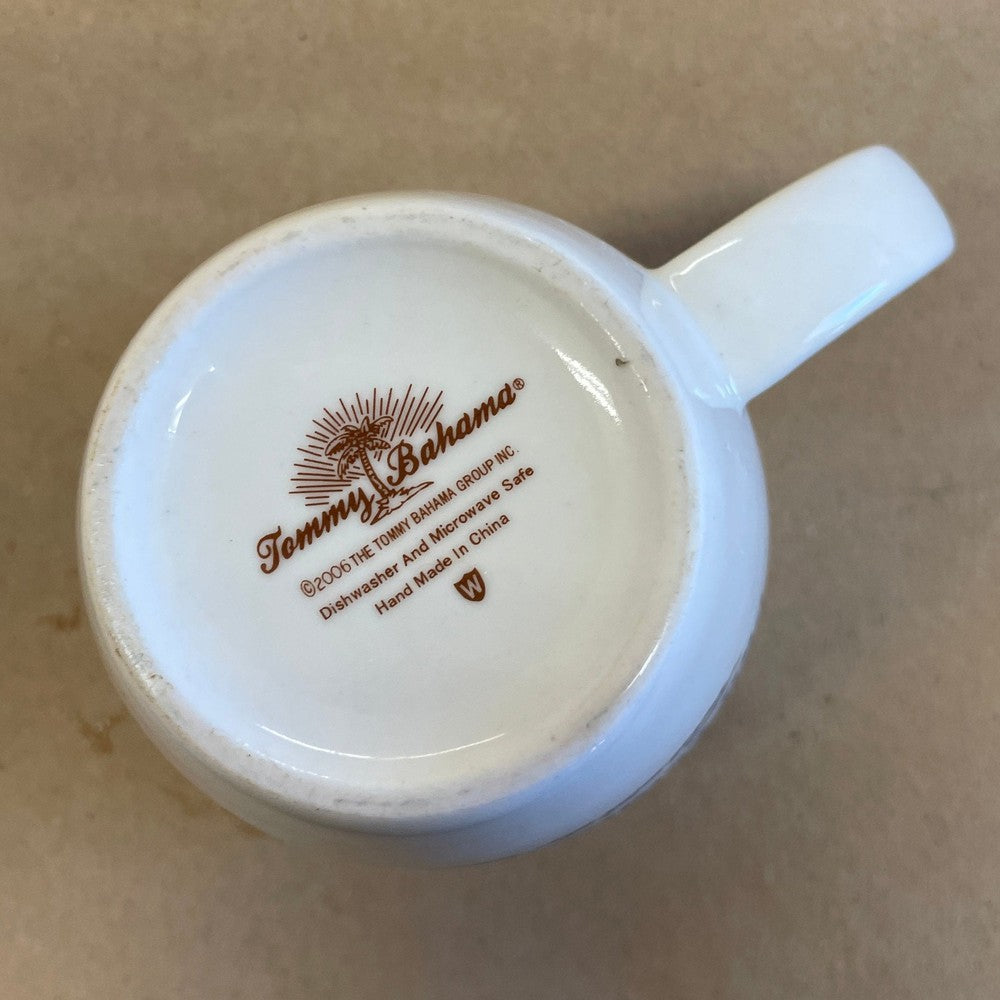 Tommy Bahama®
©2006 THE TOMMY BAHAMA GROUP INC.
Dishwasher And Microwave Safe
Hand Made In China
W